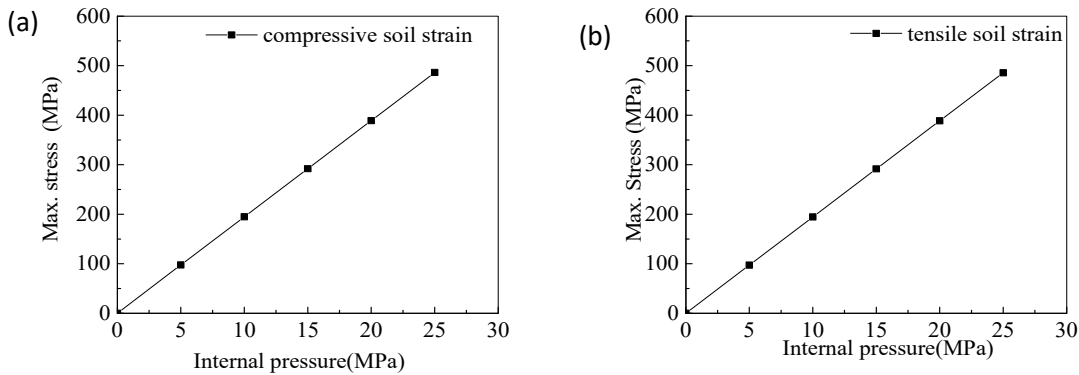 (a)
compressive soil strain
Max. stress (MPa)
600
500
400
300
200
100
0
0 5 10 15 20 25 30
Internal pressure(MPa)
(b)
tensile soil strain
Max. Stress (MPa)
600
500
400
300
200
100
0
0 5 10 15 20 25 30
Internal pressure(MPa)